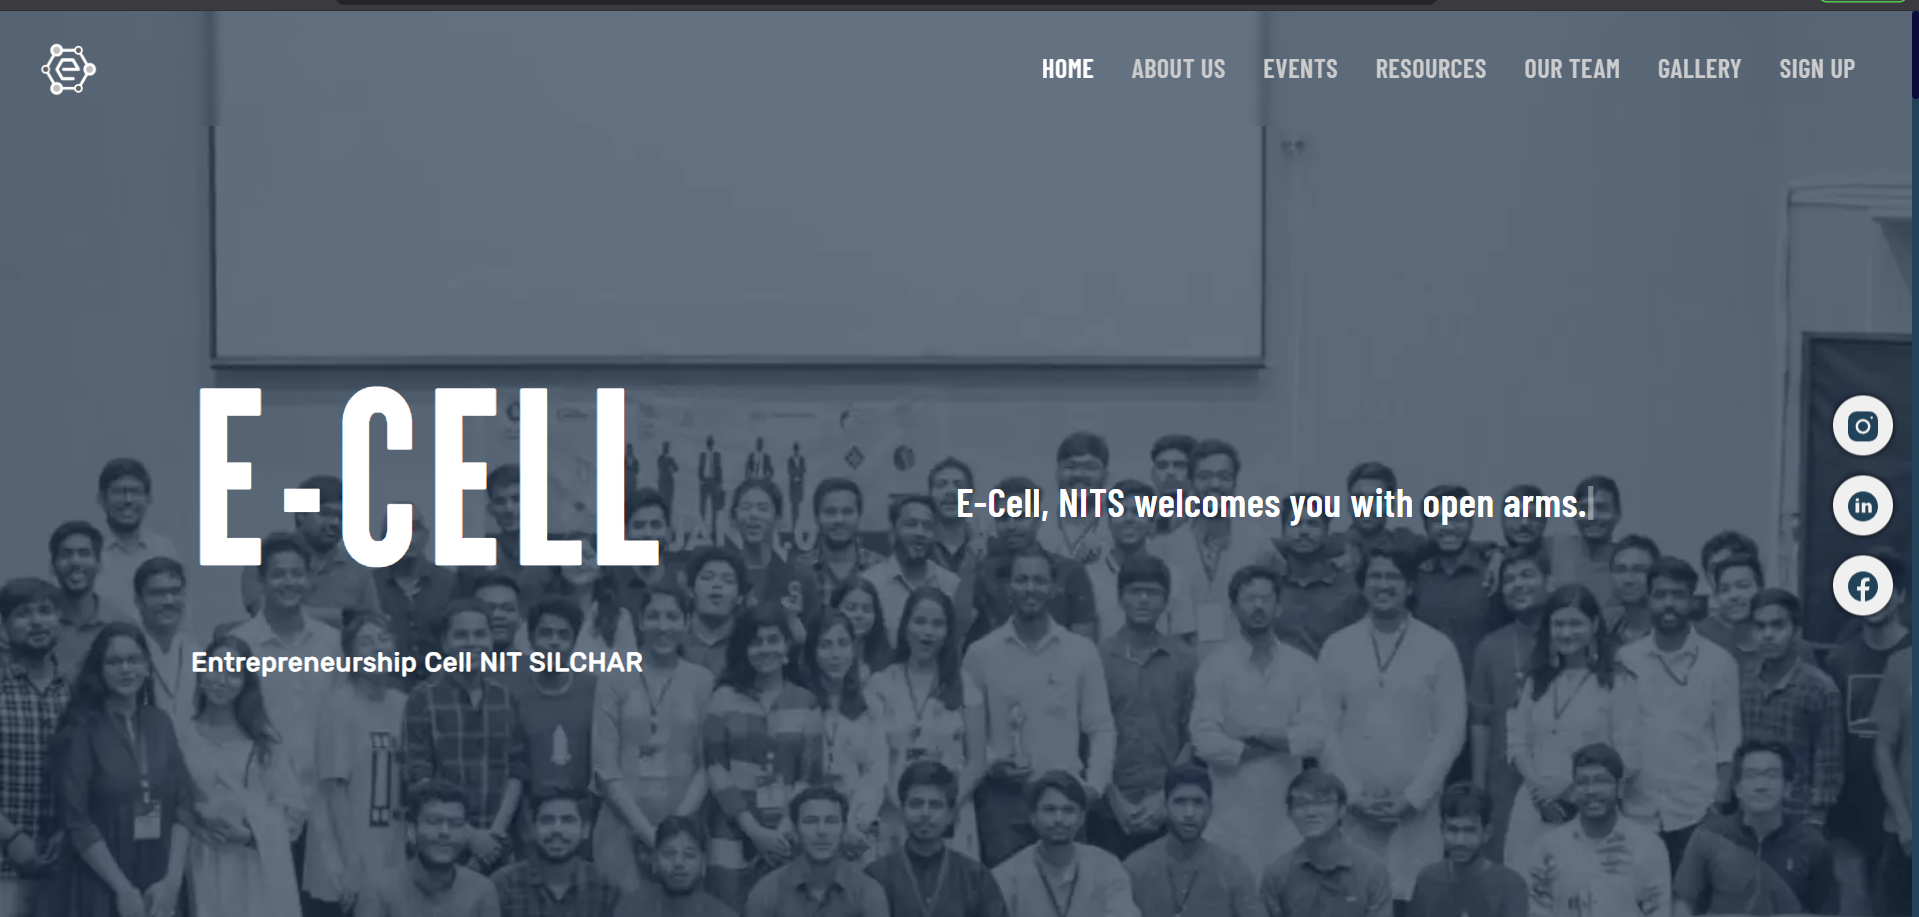 HOME ABOUT US EVENTS RESOURCES OUR TEAM GALLERY SIGN UP
E-CELL
E-Cell, NITS welcomes you with open arms.
in
Entrepreneurship Cell NIT SILCHAR